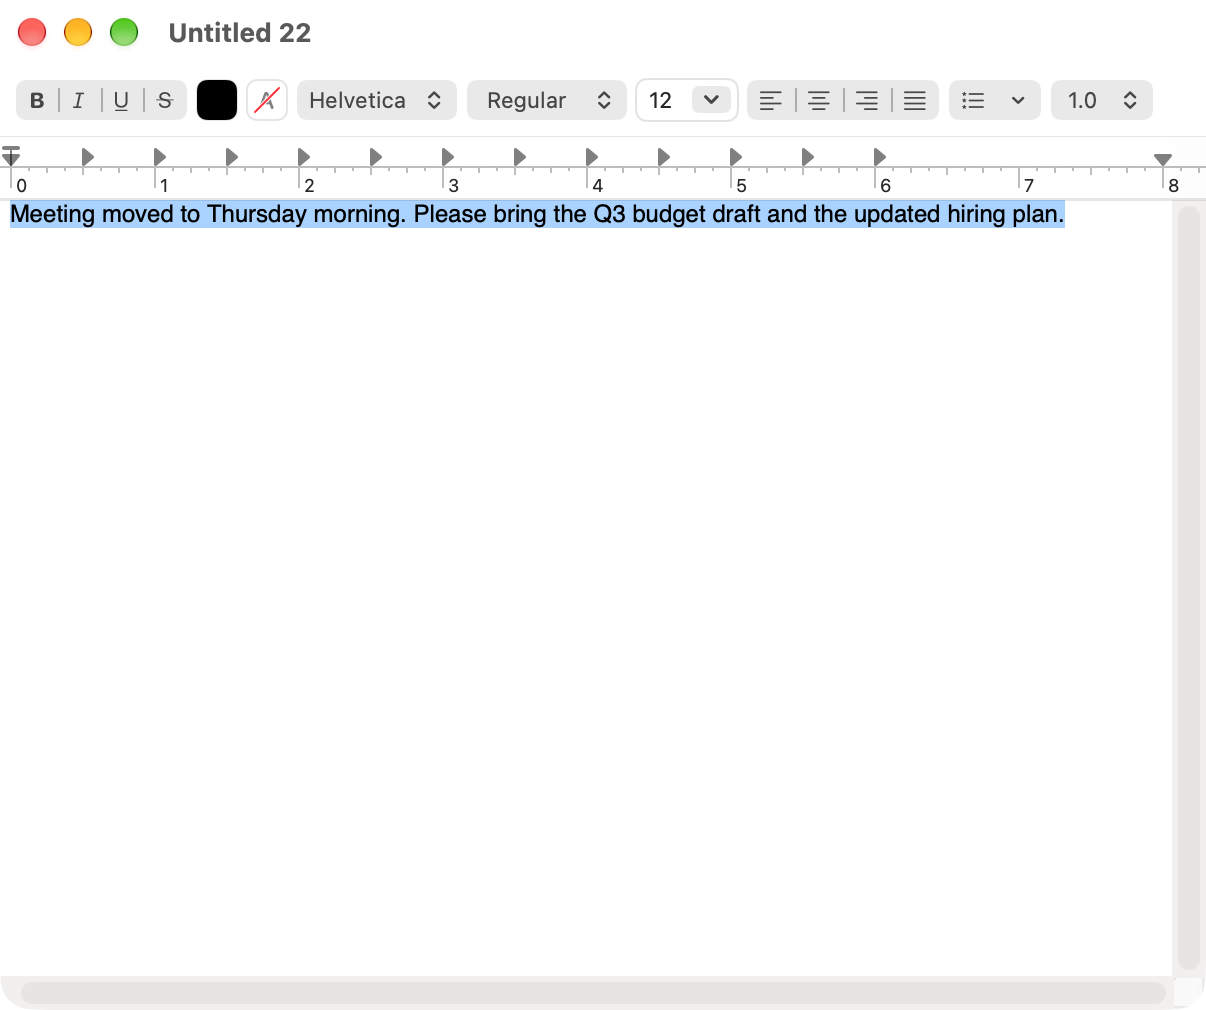 Untitled 22
B I U S A Helvetica Regular 12 1.0
0 1 2 3 4 5 6 7 8
Meeting moved to Thursday morning. Please bring the Q3 budget draft and the updated hiring plan.